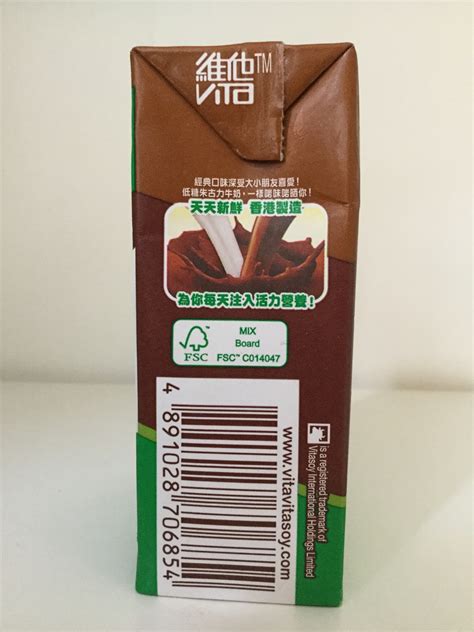 維他™
VITA
經典口味深受大小朋友喜愛！
低糖朱古力牛奶，一樣啱味啱晒你！
天天新鮮 香港製造
為你每天注入活力營養！
FSC
MIX
Board
FSC™ C014047
4 891028 706854
www.vitavitasoy.com
is a registered trademark of
Vitasoy International Holdings Limited